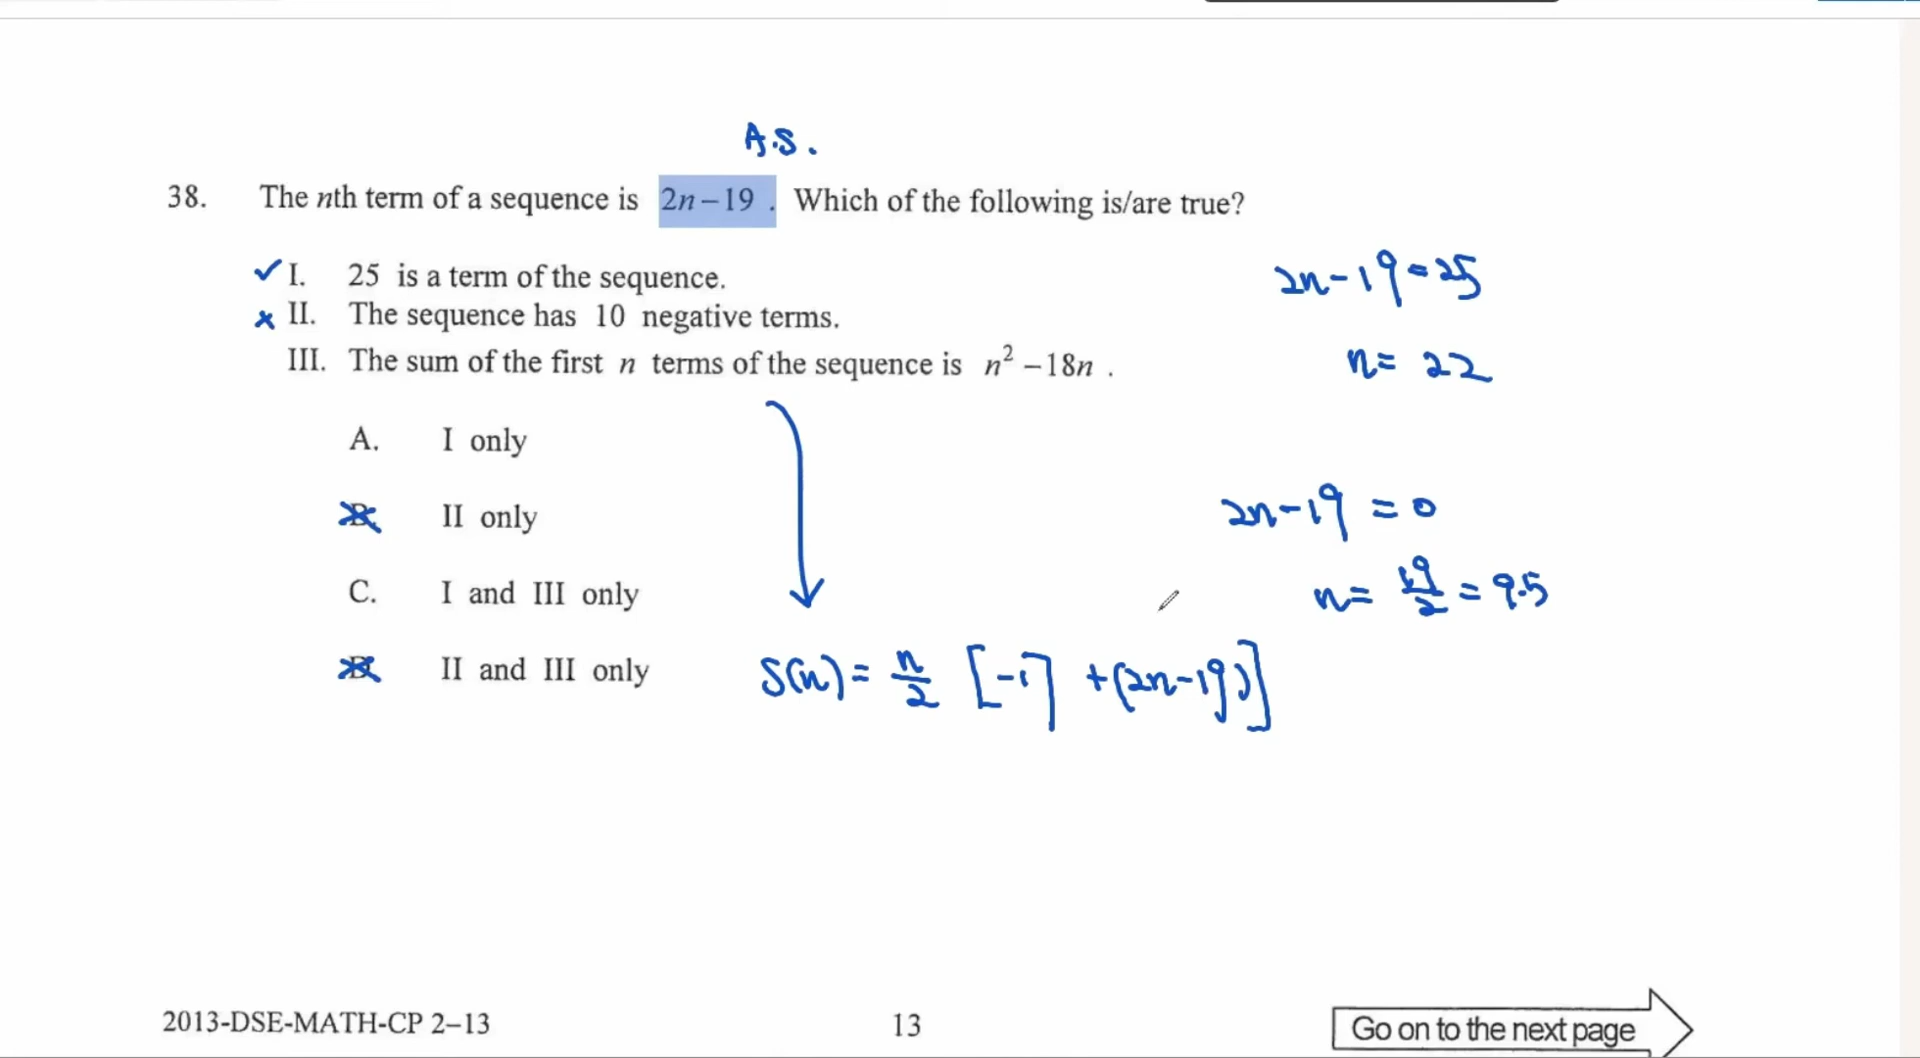 A.S.
38. The nth term of a sequence is 2n−19 . Which of the following is/are true?
✓ I. 25 is a term of the sequence.
2n−19=25
✗ II. The sequence has 10 negative terms.
III. The sum of the first n terms of the sequence is n² −18n .
n= 22
A. I only
B. II only
2n−19 = 0
C. I and III only
n= 19/2 = 9.5
D. II and III only
S(n)= n/2 [−17 +(2n−19)]
2013-DSE-MATH-CP 2–13
13
Go on to the next page